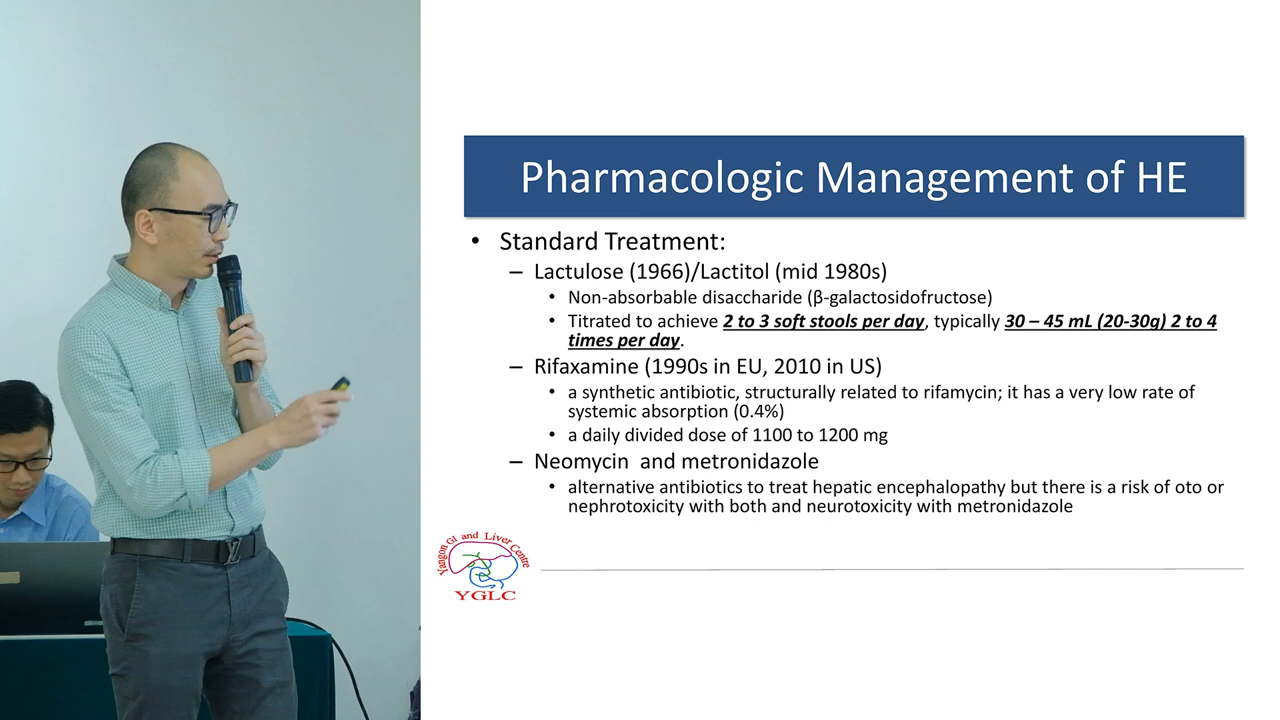 Pharmacologic Management of HE
• Standard Treatment:
– Lactulose (1966)/Lactitol (mid 1980s)
• Non-absorbable disaccharide (β-galactosidofructose)
• Titrated to achieve 2 to 3 soft stools per day, typically 30 – 45 mL (20-30g) 2 to 4
times per day.
– Rifaxamine (1990s in EU, 2010 in US)
• a synthetic antibiotic, structurally related to rifamycin; it has a very low rate of
systemic absorption (0.4%)
• a daily divided dose of 1100 to 1200 mg
– Neomycin and metronidazole
• alternative antibiotics to treat hepatic encephalopathy but there is a risk of oto or
nephrotoxicity with both and neurotoxicity with metronidazole
Yangon GI and Liver Centre
YGLC